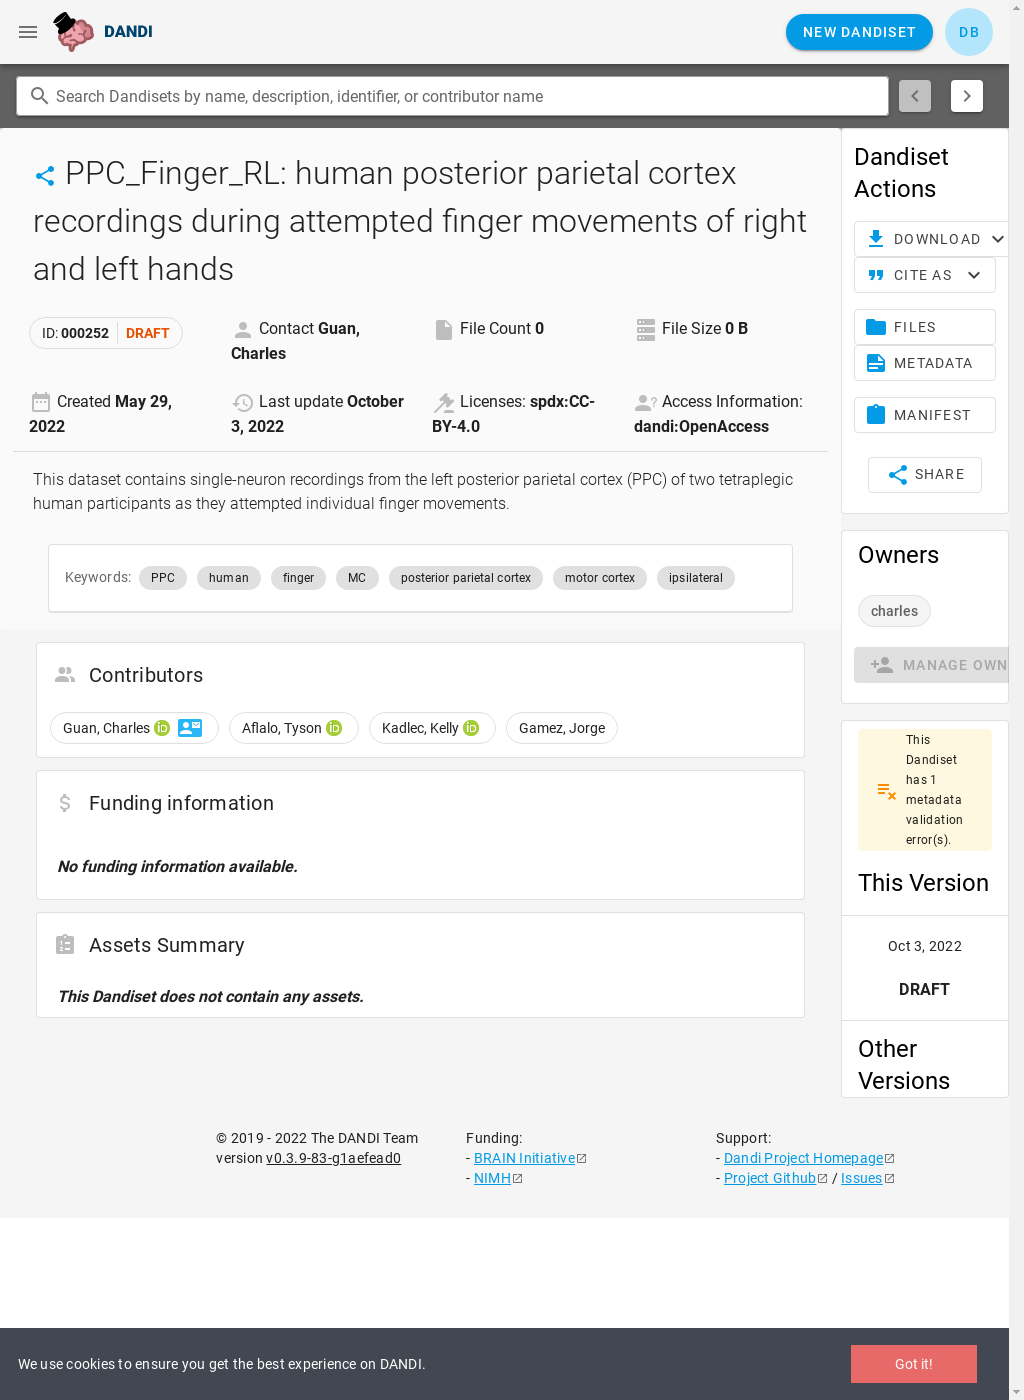 DANDI
NEW DANDISET
DB
Search Dandisets by name, description, identifier, or contributor name
PPC_Finger_RL: human posterior parietal cortex
recordings during attempted finger movements of right
and left hands
ID: 000252 DRAFT
Contact Guan,
Charles
File Count 0
File Size 0 B
Created May 29,
2022
Last update October
3, 2022
Licenses: spdx:CC-
BY-4.0
Access Information:
dandi:OpenAccess
This dataset contains single-neuron recordings from the left posterior parietal cortex (PPC) of two tetraplegic
human participants as they attempted individual finger movements.
Keywords: PPC human finger MC posterior parietal cortex motor cortex ipsilateral
Contributors
Guan, Charles iD Aflalo, Tyson iD Kadlec, Kelly iD Gamez, Jorge
Funding information
No funding information available.
Assets Summary
This Dandiset does not contain any assets.
Dandiset
Actions
DOWNLOAD
CITE AS
FILES
METADATA
MANIFEST
SHARE
Owners
charles
MANAGE OWN
This
Dandiset
has 1
metadata
validation
error(s).
This Version
Oct 3, 2022
DRAFT
Other
Versions
© 2019 - 2022 The DANDI Team
version v0.3.9-83-g1aefead0
Funding:
- BRAIN Initiative
- NIMH
Support:
- Dandi Project Homepage
- Project Github / Issues
We use cookies to ensure you get the best experience on DANDI.
Got it!